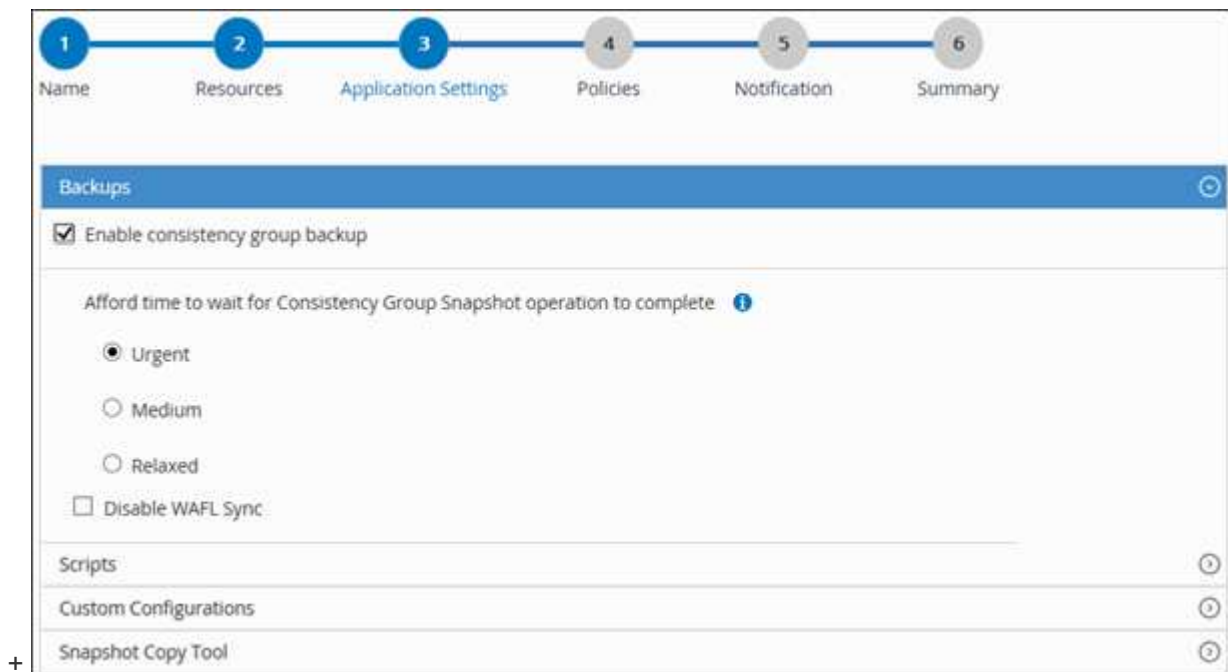 1 2 3 4 5 6
Name Resources Application Settings Policies Notification Summary
Backups
Enable consistency group backup
Afford time to wait for Consistency Group Snapshot operation to complete i
Urgent
Medium
Relaxed
Disable WAFL Sync
Scripts
Custom Configurations
Snapshot Copy Tool
+